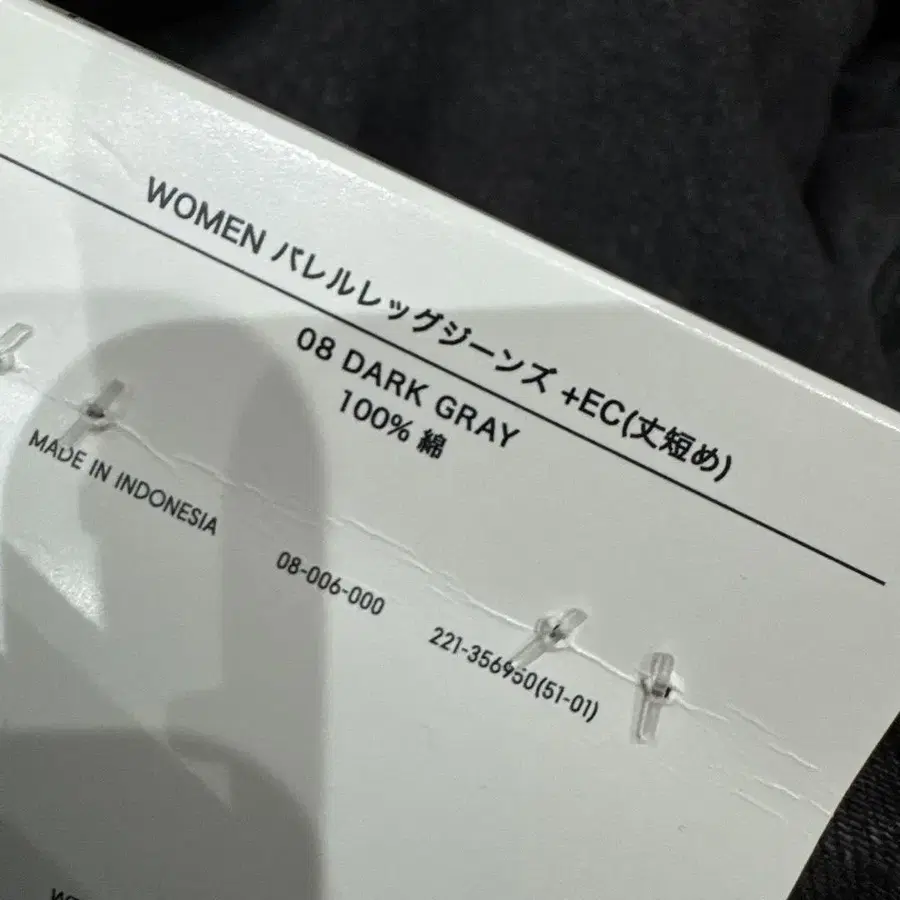 WOMEN バレルレッグジーンズ +EC(丈短め)
08 DARK GRAY
100% 綿
MADE IN INDONESIA
08-006-000
221-356950(51-01)